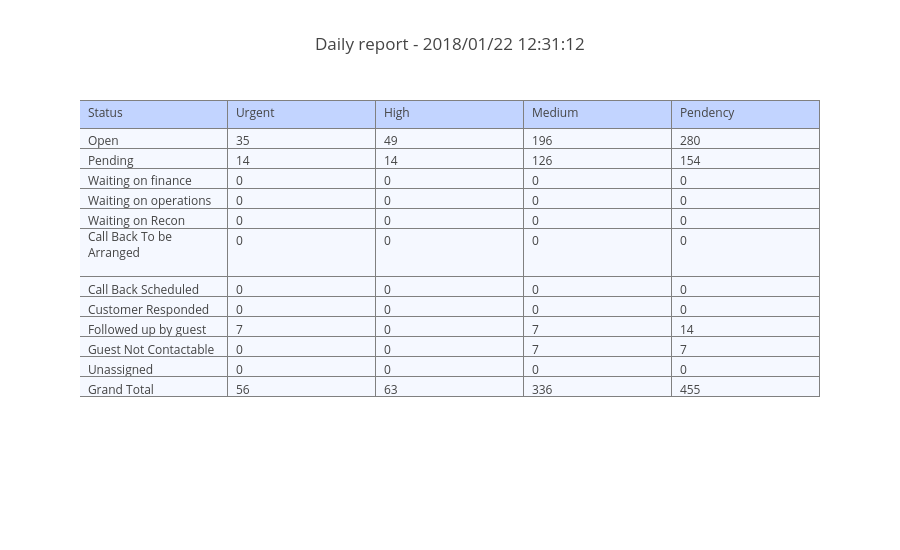 Daily report - 2018/01/22 12:31:12
Status Urgent High Medium Pendency
Open 35 49 196 280
Pending 14 14 126 154
Waiting on finance 0 0 0 0
Waiting on operations 0 0 0 0
Waiting on Recon 0 0 0 0
Call Back To be
Arranged 0 0 0 0
Call Back Scheduled 0 0 0 0
Customer Responded 0 0 0 0
Followed up by guest 7 0 7 14
Guest Not Contactable 0 0 7 7
Unassigned 0 0 0 0
Grand Total 56 63 336 455